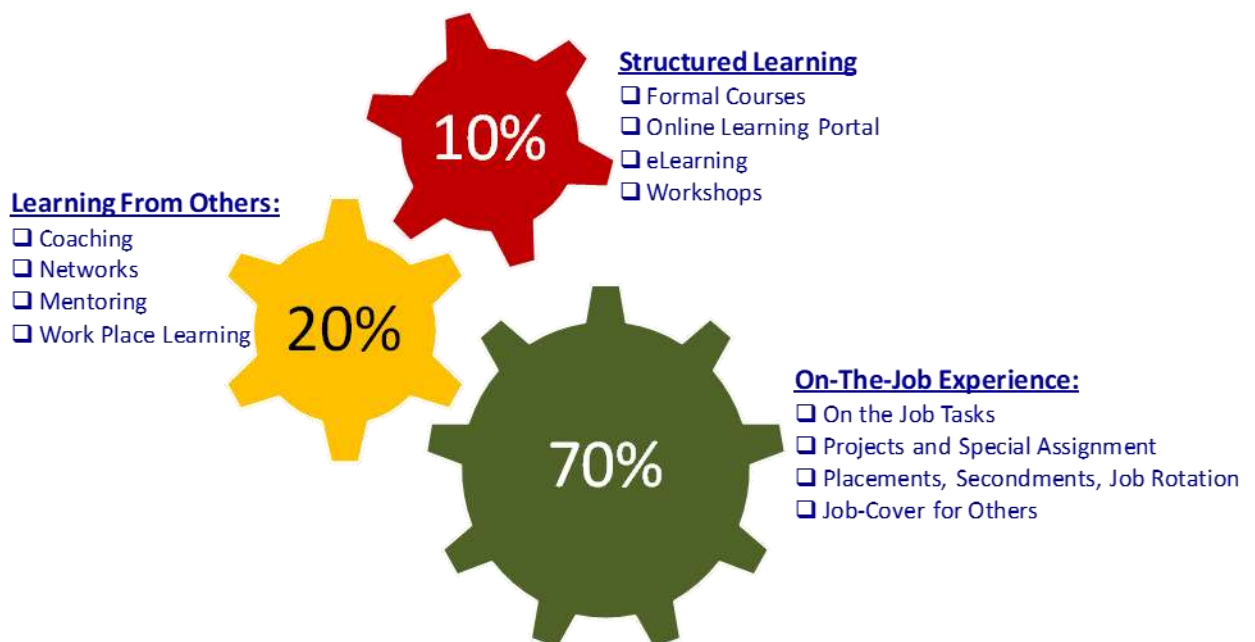 10%
Structured Learning
❑ Formal Courses
❑ Online Learning Portal
❑ eLearning
❑ Workshops
Learning From Others:
❑ Coaching
❑ Networks
❑ Mentoring
❑ Work Place Learning
20%
70%
On-The-Job Experience:
❑ On the Job Tasks
❑ Projects and Special Assignment
❑ Placements, Secondments, Job Rotation
❑ Job-Cover for Others